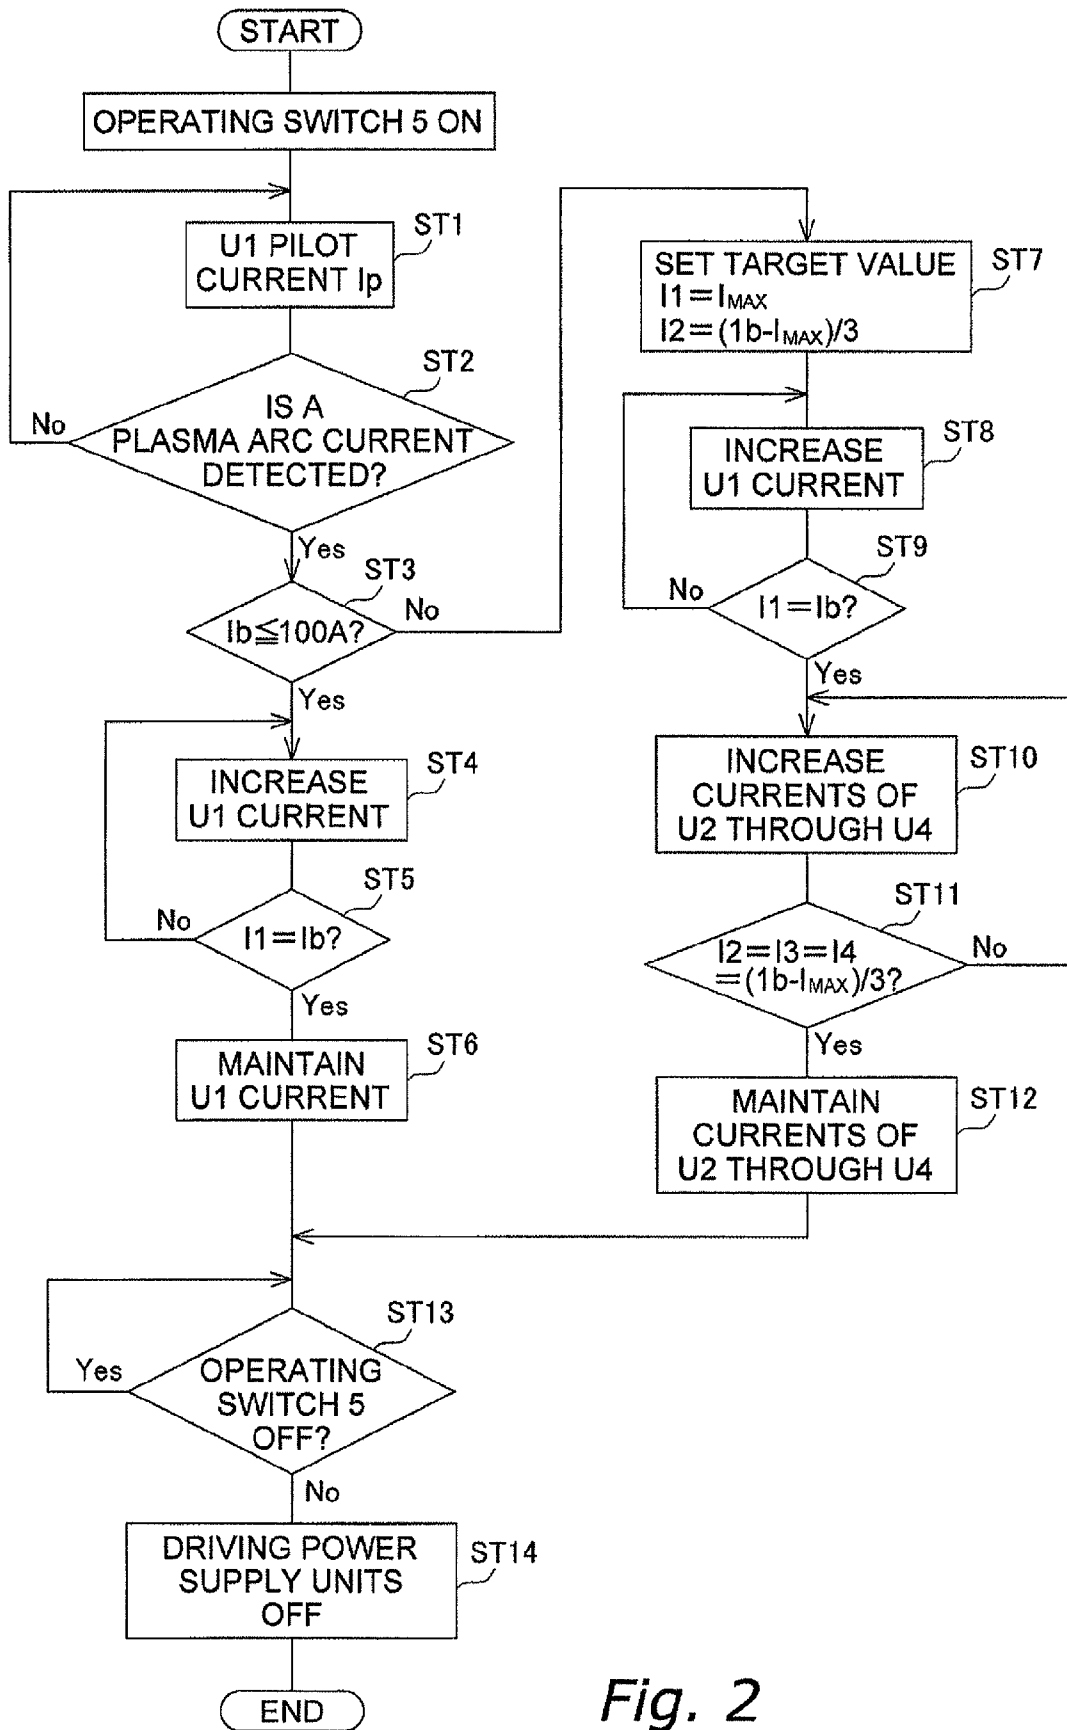 START
OPERATING SWITCH 5 ON
U1 PILOT
CURRENT Ip
ST1
IS A
PLASMA ARC CURRENT
DETECTED?
ST2
No
Yes
Ib≦100A?
ST3
No
Yes
INCREASE
U1 CURRENT
ST4
I1=Ib?
ST5
No
Yes
MAINTAIN
U1 CURRENT
ST6
SET TARGET VALUE
I1=IMAX
I2=(1b-IMAX)/3
ST7
INCREASE
U1 CURRENT
ST8
I1=Ib?
ST9
No
Yes
INCREASE
CURRENTS OF
U2 THROUGH U4
ST10
I2=I3=I4
=(1b-IMAX)/3?
ST11
No
Yes
MAINTAIN
CURRENTS OF
U2 THROUGH U4
ST12
OPERATING
SWITCH 5
OFF?
ST13
Yes
No
DRIVING POWER
SUPPLY UNITS
OFF
ST14
END
Fig. 2